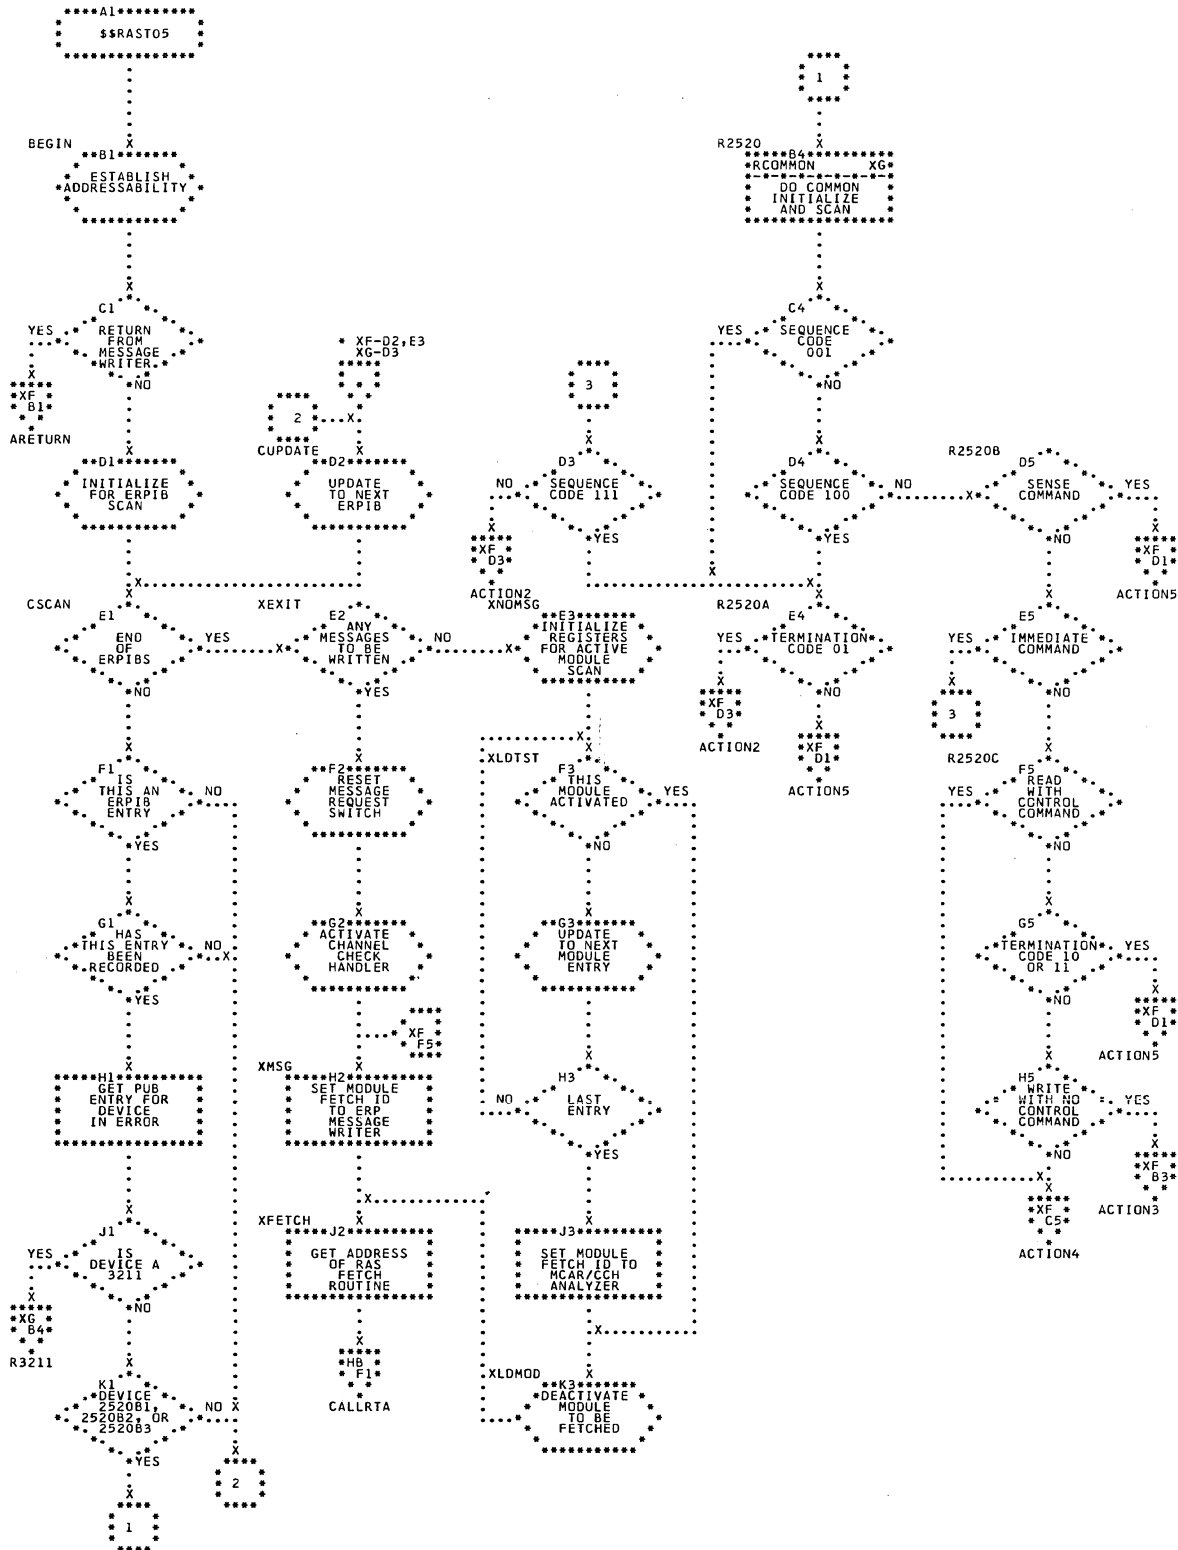 A1
$$RAST05
BEGIN
B1
ESTABLISH
ADDRESSABILITY
C1
YES
RETURN
FROM
MESSAGE
WRITER
NO
XF
B1
ARETURN
D1
INITIALIZE
FOR ERPIB
SCAN
CSCAN
E1
END
OF
ERPIBS
YES
NO
F1
IS
THIS AN
ERPIB
ENTRY
NO
YES
G1
HAS
THIS ENTRY
BEEN
RECORDED
NO
YES
H1
GET PUB
ENTRY FOR
DEVICE
IN ERROR
J1
YES
IS
DEVICE A
3211
NO
XG
B4
R3211
K1
DEVICE
2520B1,
2520B2, OR
2520B3
NO
YES
2
1
XF-D2,E3
XG-D3
2
CUPDATE
D2
UPDATE
TO NEXT
ERPIB
XEXIT
E2
ANY
MESSAGES
TO BE
WRITTEN
NO
YES
F2
RESET
MESSAGE
REQUEST
SWITCH
G2
ACTIVATE
CHANNEL
CHECK
HANDLER
XF
F5
XMSG
H2
SET MODULE
FETCH ID
TO ERP
MESSAGE
WRITER
XFETCH
J2
GET ADDRESS
OF RAS
FETCH
ROUTINE
HB
F1
CALLRTA
3
D3
NO
SEQUENCE
CODE 111
YES
XF
D3
ACTION2
XNOMSG
E3
INITIALIZE
REGISTERS
FOR ACTIVE
MODULE
SCAN
XLDTST
F3
THIS
MODULE
ACTIVATED
YES
NO
G3
UPDATE
TO NEXT
MODULE
ENTRY
H3
NO
LAST
ENTRY
YES
J3
SET MODULE
FETCH ID TO
MCAR/CCH
ANALYZER
XLDMOD
K3
DEACTIVATE
MODULE
TO BE
FETCHED
1
R2520
B4
RCOMMON XG
DO COMMON
INITIALIZE
AND SCAN
C4
YES
SEQUENCE
CODE
001
NO
D4
SEQUENCE
CODE 100
NO
YES
R2520A
E4
YES
TERMINATION
CODE 01
NO
XF
D3
ACTION2
XF
D1
ACTION5
R2520B
D5
SENSE
COMMAND
YES
NO
XF
D1
ACTION5
E5
YES
IMMEDIATE
COMMAND
NO
3
R2520C
F5
YES
READ
WITH
CONTROL
COMMAND
NO
G5
TERMINATION
CODE 10
OR 11
YES
NO
XF
D1
ACTION5
H5
WRITE
WITH NO
CONTROL
COMMAND
YES
NO
XF
B3
ACTION3
XF
C5
ACTION4